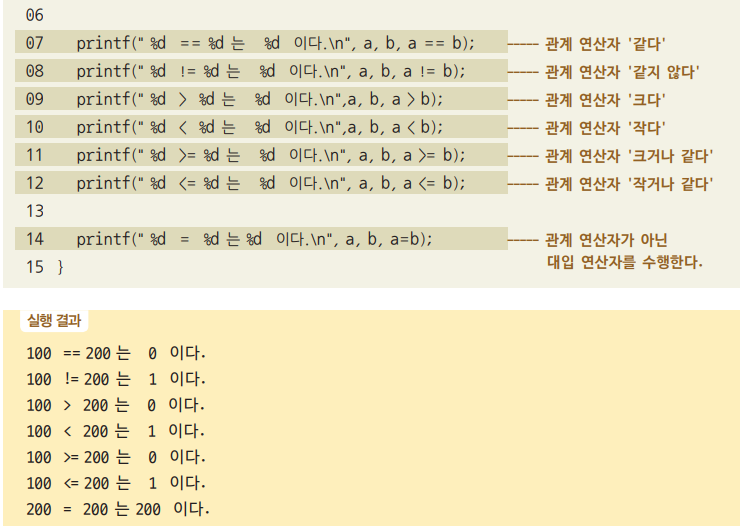 06
07 printf(" %d == %d 는 %d 이다.\n", a, b, a == b); ----- 관계 연산자 '같다'
08 printf(" %d != %d 는 %d 이다.\n", a, b, a != b); ----- 관계 연산자 '같지 않다'
09 printf(" %d > %d 는 %d 이다.\n",a, b, a > b); ----- 관계 연산자 '크다'
10 printf(" %d < %d 는 %d 이다.\n",a, b, a < b); ----- 관계 연산자 '작다'
11 printf(" %d >= %d 는 %d 이다.\n", a, b, a >= b); ----- 관계 연산자 '크거나 같다'
12 printf(" %d <= %d 는 %d 이다.\n", a, b, a <= b); ----- 관계 연산자 '작거나 같다'
13
14 printf(" %d = %d 는 %d 이다.\n", a, b, a=b); ----- 관계 연산자가 아닌
대입 연산자를 수행한다.
15 }
실행 결과
100 == 200 는 0 이다.
100 != 200 는 1 이다.
100 > 200 는 0 이다.
100 < 200 는 1 이다.
100 >= 200 는 0 이다.
100 <= 200 는 1 이다.
200 = 200 는 200 이다.